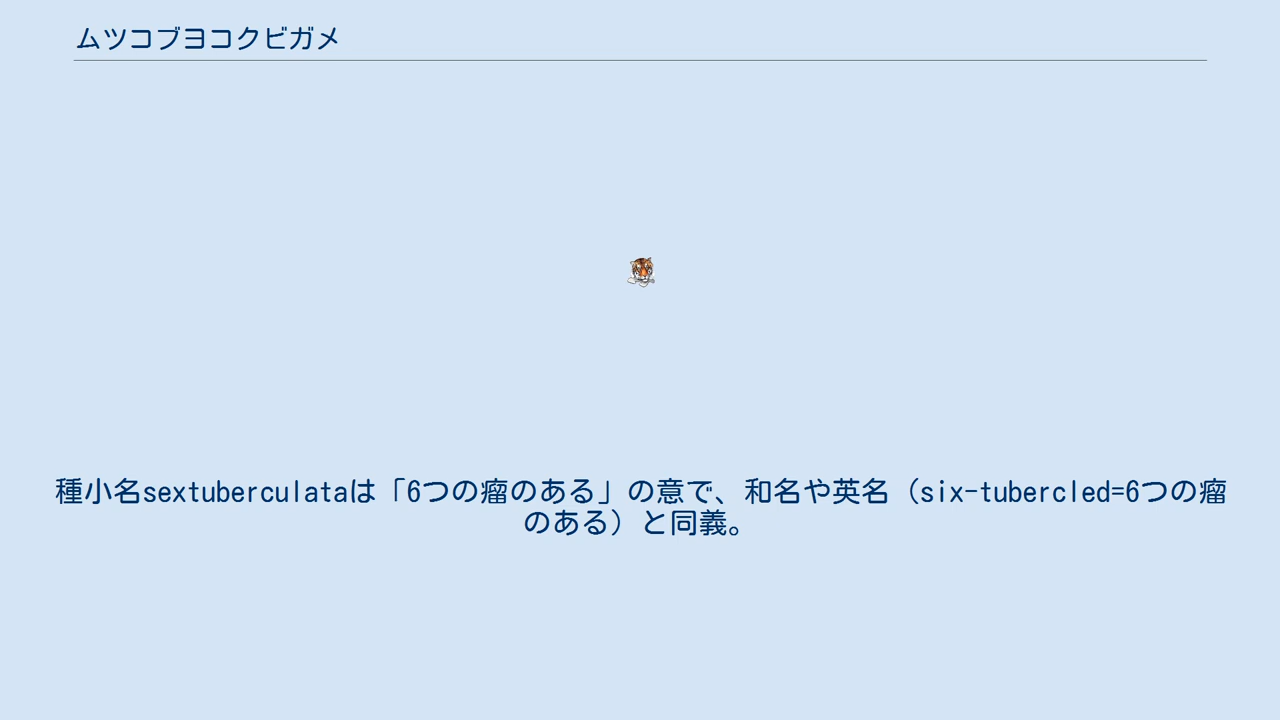 ムツコブヨコクビガメ
種小名sextuberculataは「6つの瘤のある」の意で、和名や英名（six-tubercled=6つの瘤
のある）と同義。